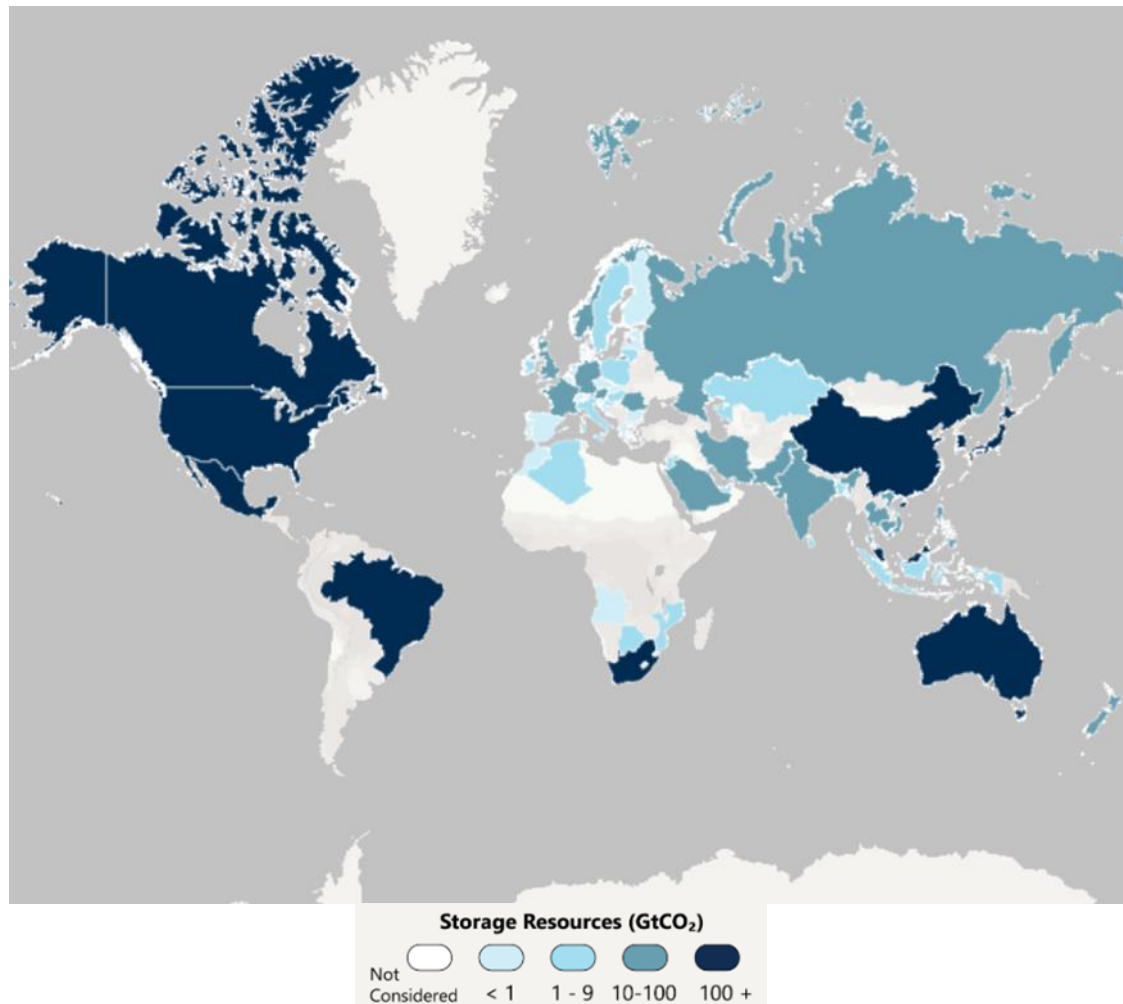 Storage Resources (GtCO₂)
Not
Considered < 1 1 - 9 10-100 100 +